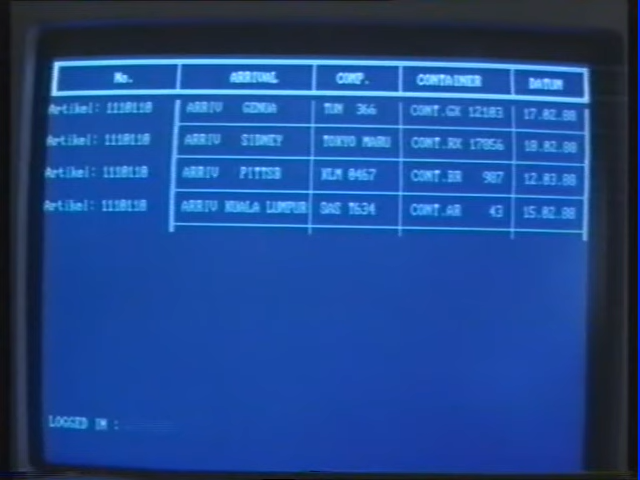 No. ARRIVAL COMP. CONTAINER DATUM
Artikel: 1110110 ARRIV GENUA TUN 366 CONT.GX 12103 17.02.88
Artikel: 1110110 ARRIV SIDNEY TOKYO MARU CONT.RX 17056 18.02.88
Artikel: 1110110 ARRIV PITTSB KLM 0467 CONT.BR 987 12.03.88
Artikel: 1110110 ARRIV KUALA LUMPUR SAS T634 CONT.AR 43 15.02.88
LOGGED IN :